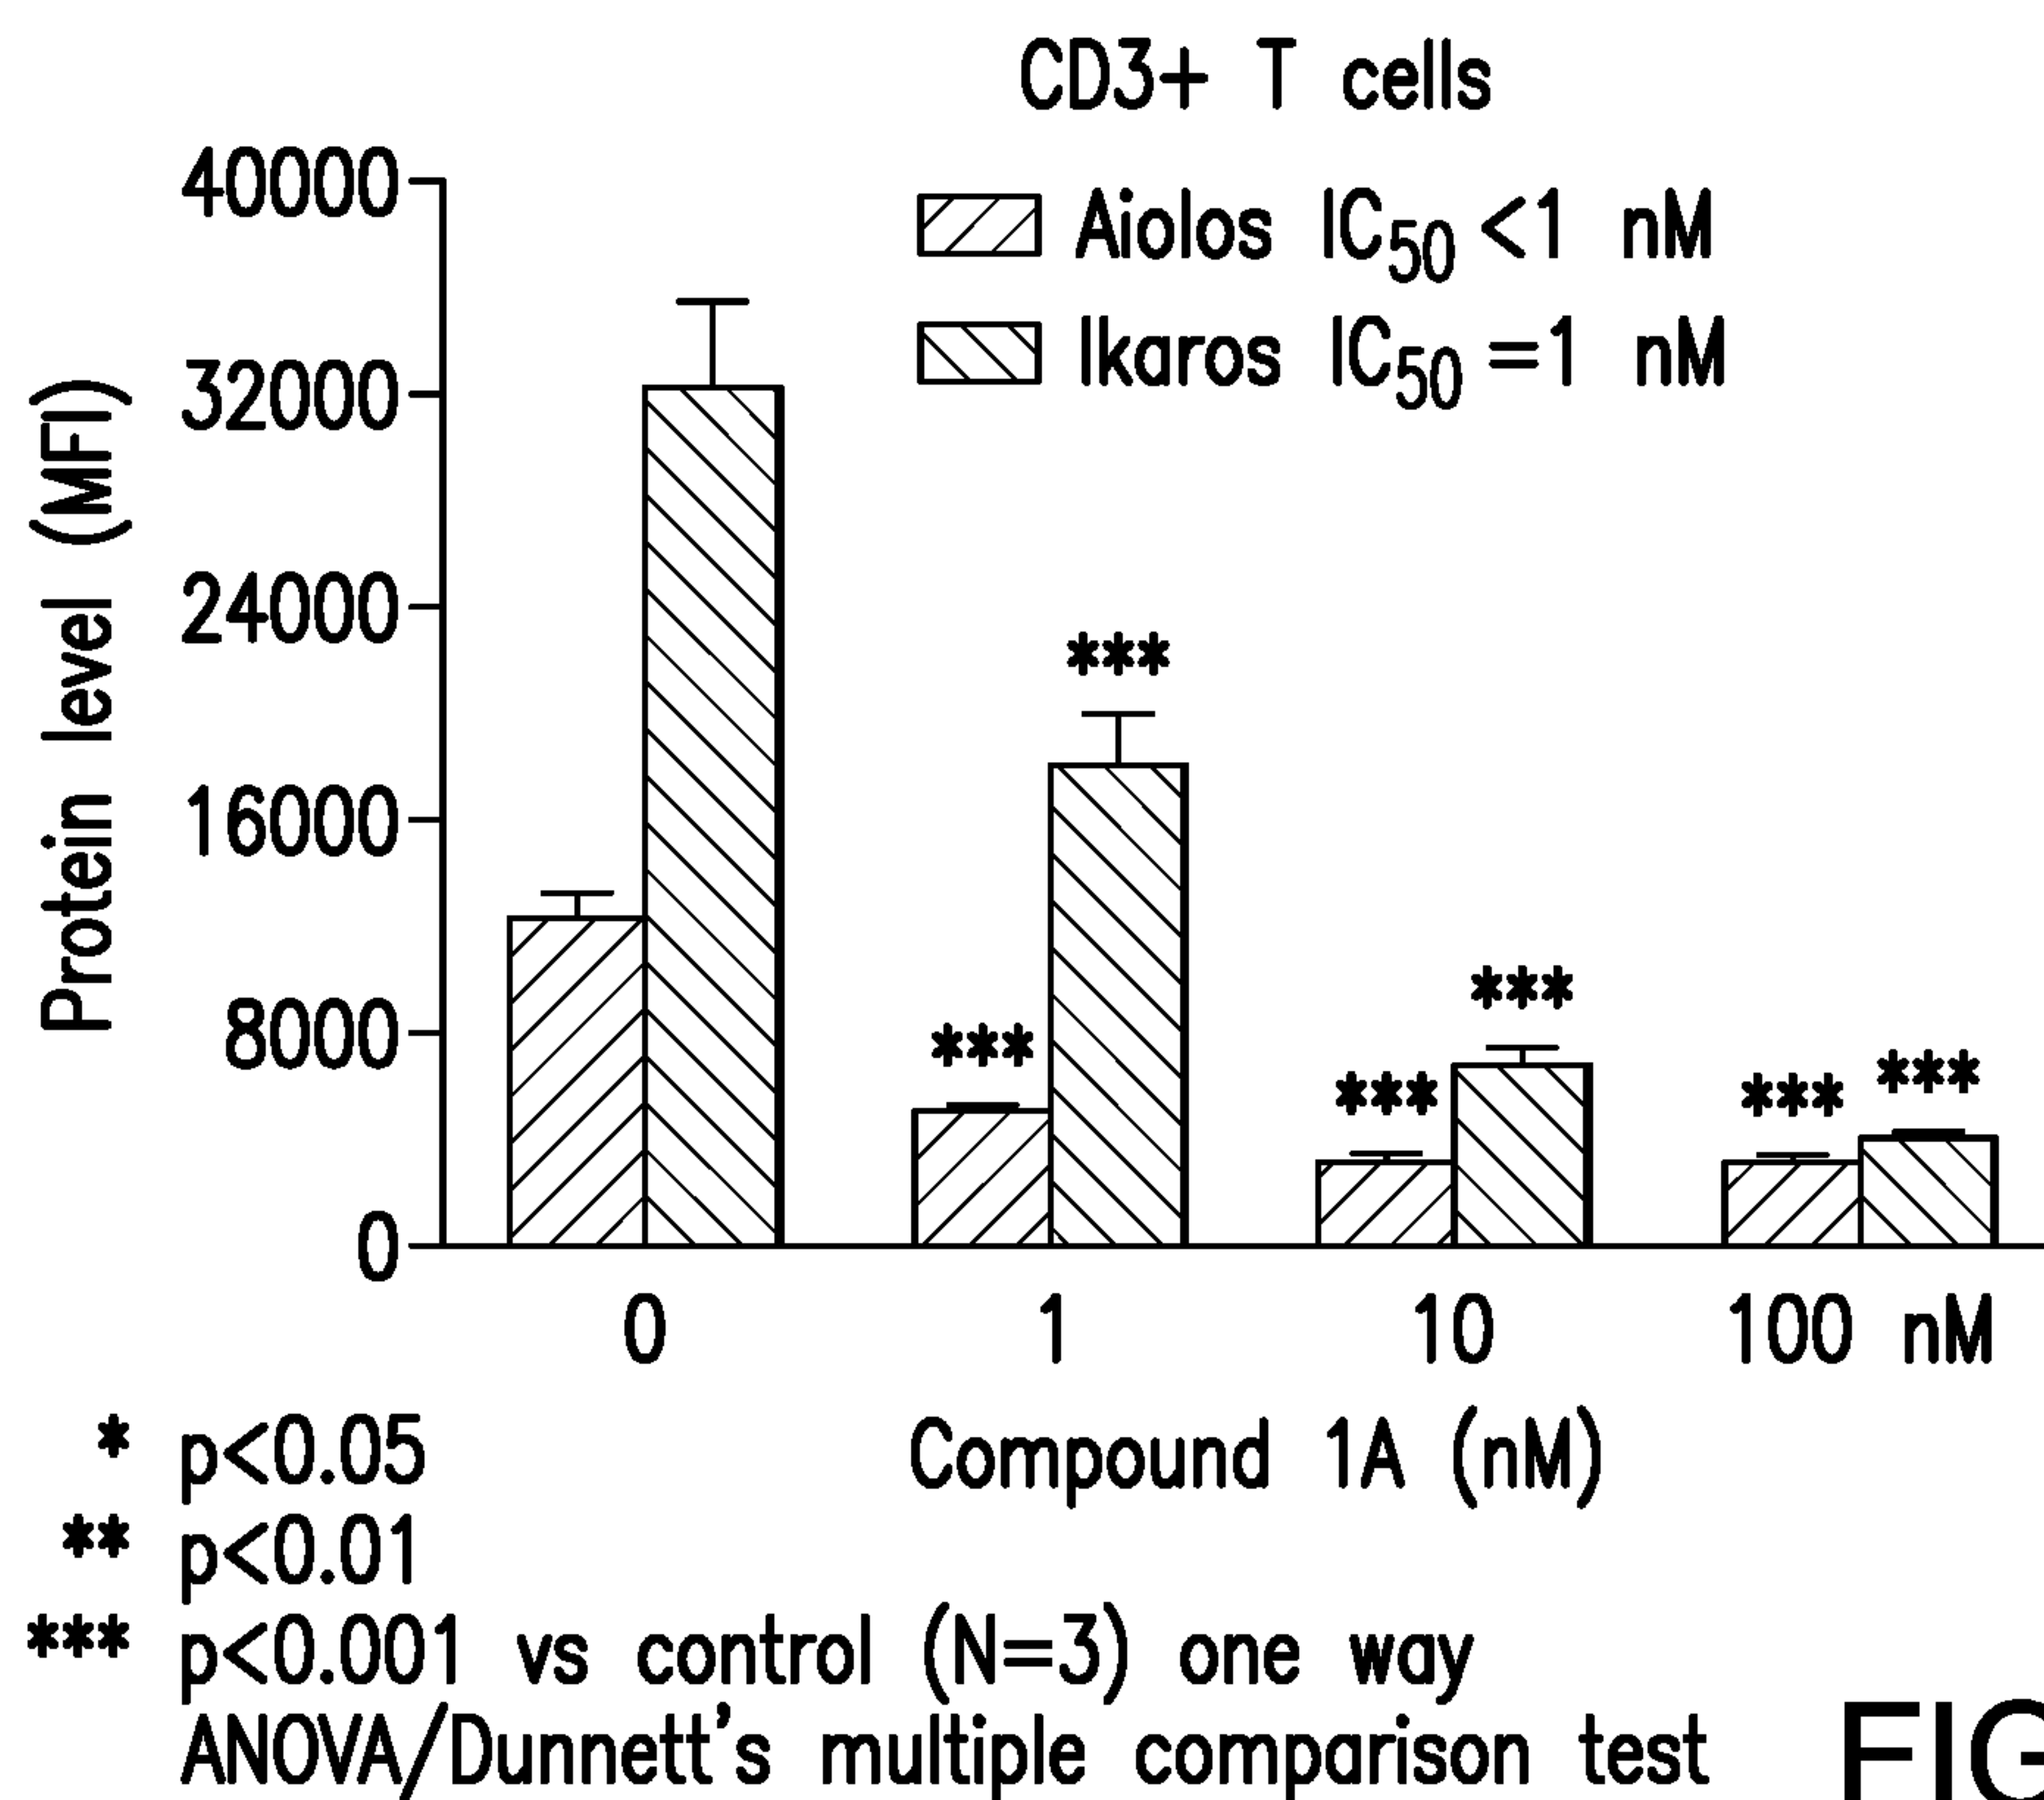 CD3+ T cells
Aiolos IC50 <1 nM
Ikaros IC50 =1 nM
Protein level (MFI)
40000
32000
24000
16000
8000
0
***
***
***
***
***
***
0 1 10 100 nM
Compound 1A (nM)
* p<0.05
** p<0.01
*** p<0.001 vs control (N=3) one way
ANOVA/Dunnett's multiple comparison test
FIG